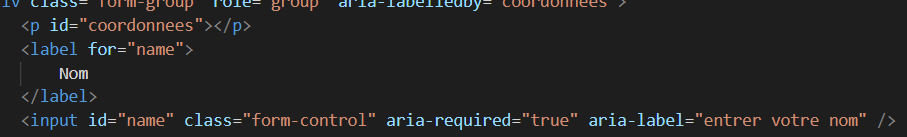 iv class="form-group" role="group" aria-labelledby="coordonnees">
<p id="coordonnees"></p>
<label for="name">
Nom
</label>
<input id="name" class="form-control" aria-required="true" aria-label="entrer votre nom" />